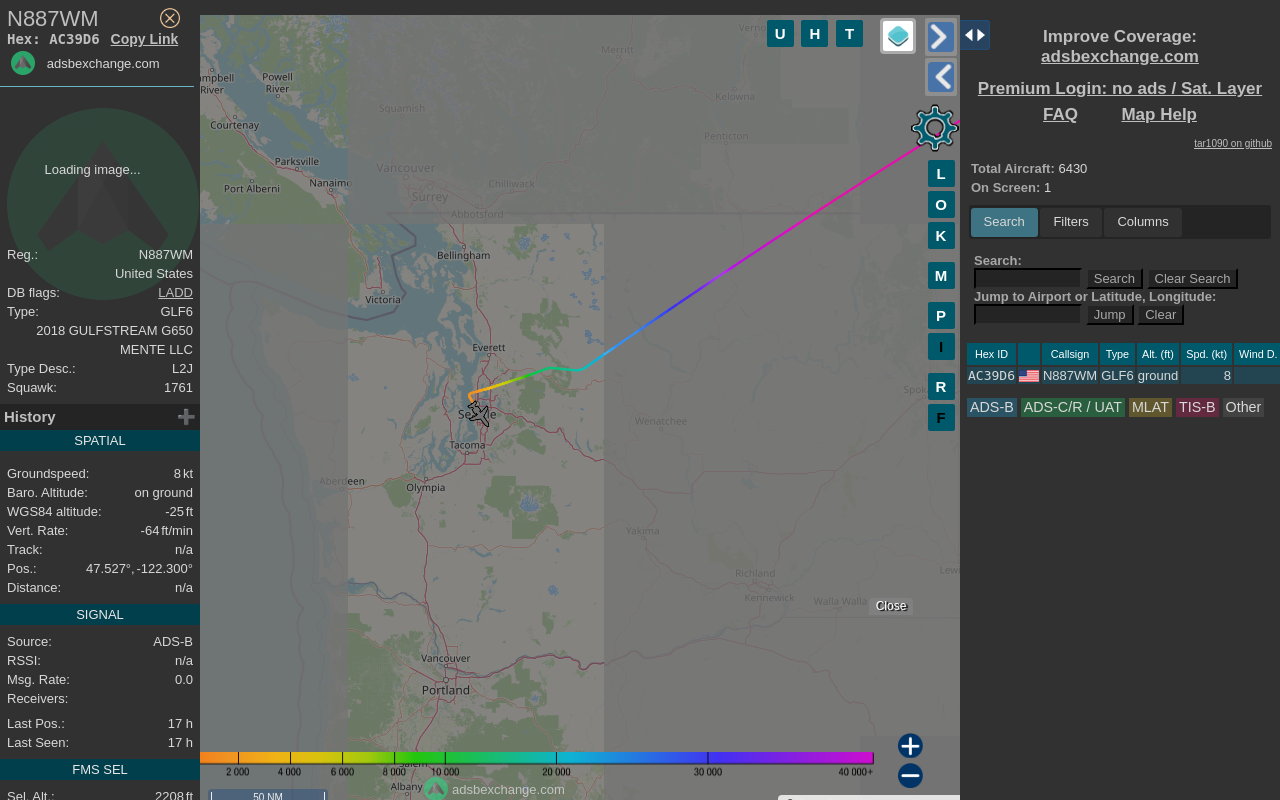 N887WM
Hex: AC39D6 Copy Link
adsbexchange.com
Loading image...
Reg.: N887WM
United States
DB flags: LADD
Type: GLF6
2018 GULFSTREAM G650
MENTE LLC
Type Desc.: L2J
Squawk: 1761
History
SPATIAL
Groundspeed: 8 kt
Baro. Altitude: on ground
WGS84 altitude: -25 ft
Vert. Rate: -64 ft/min
Track: n/a
Pos.: 47.527°, -122.300°
Distance: n/a
SIGNAL
Source: ADS-B
RSSI: n/a
Msg. Rate: 0.0
Receivers:
Last Pos.: 17 h
Last Seen: 17 h
FMS SEL
Sel. Alt.: 2208 ft
U H T
Merritt
Powell
River
River
Squamish
Kelowna
Courtenay
Penticton
Parksville
Vancouver
Nanaimo
Port Alberni
Surrey
Chilliwack
Abbotsford
Bellingham
Victoria
Everett
Wenatchee
Tacoma
Aberdeen
Olympia
Yakima
Richland
Kennewick
Walla Walla
Vancouver
Portland
Albany
L
O
K
M
P
I
R
F
Close
2 000 4 000 6 000 8 000 10 000 20 000 30 000 40 000+
adsbexchange.com
50 NM
Improve Coverage:
adsbexchange.com
Premium Login: no ads / Sat. Layer
FAQ Map Help
tar1090 on github
Total Aircraft: 6430
On Screen: 1
Search Filters Columns
Search:
Search Clear Search
Jump to Airport or Latitude, Longitude:
Jump Clear
Hex ID Callsign Type Alt. (ft) Spd. (kt) Wind D.
AC39D6 N887WM GLF6 ground 8
ADS-B ADS-C/R / UAT MLAT TIS-B Other